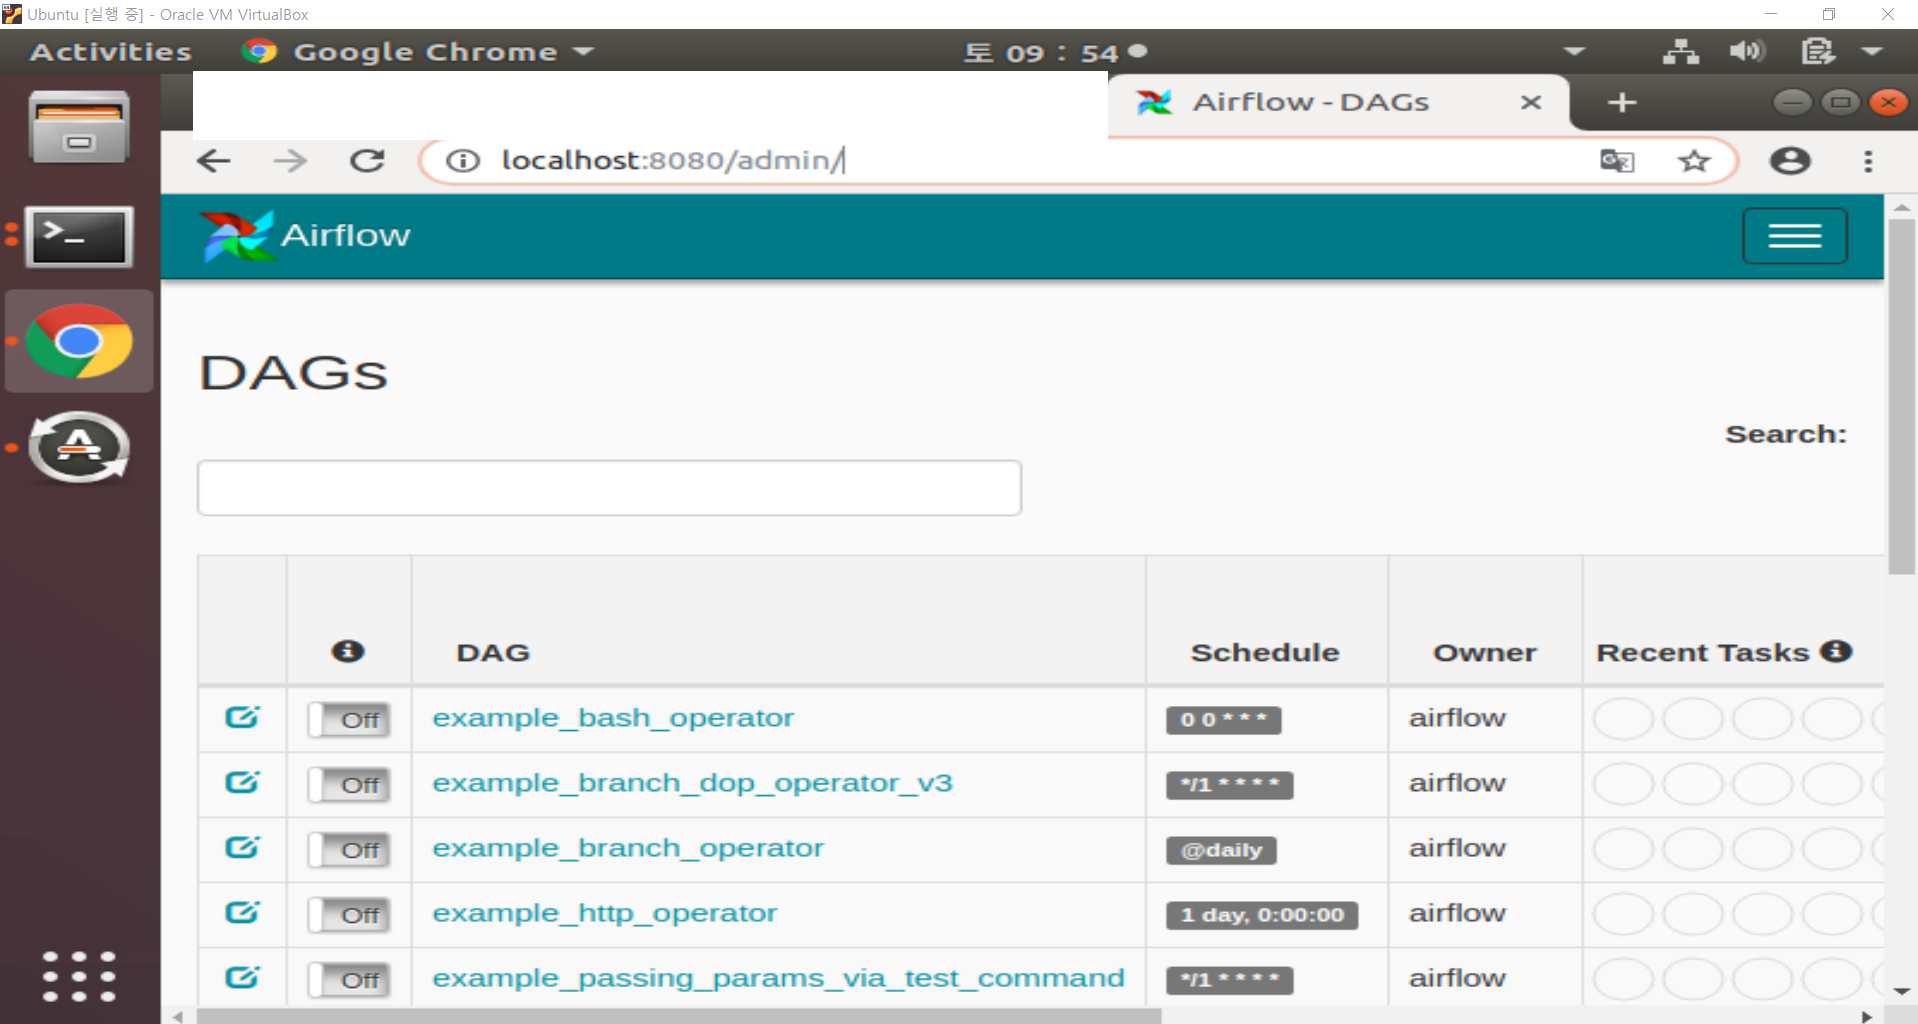 Ubuntu [실행 중] - Oracle VM VirtualBox
Activities Google Chrome 토 09 : 54
Airflow - DAGs
localhost:8080/admin/
Airflow
DAGs
Search:
DAG Schedule Owner Recent Tasks
Off example_bash_operator 0 0 * * * airflow
Off example_branch_dop_operator_v3 */1 * * * * airflow
Off example_branch_operator @daily airflow
Off example_http_operator 1 day, 0:00:00 airflow
Off example_passing_params_via_test_command */1 * * * * airflow